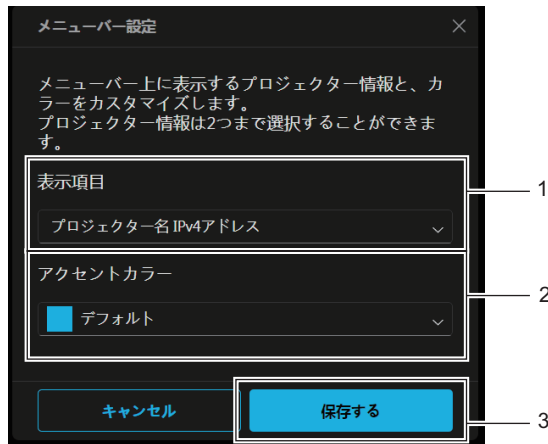 メニューバー設定
メニューバー上に表示するプロジェクター情報と、カ
ラーをカスタマイズします。
プロジェクター情報は2つまで選択することができま
す。
表示項目
1
プロジェクター名 IPv4アドレス
アクセントカラー
2
デフォルト
キャンセル
保存する
3